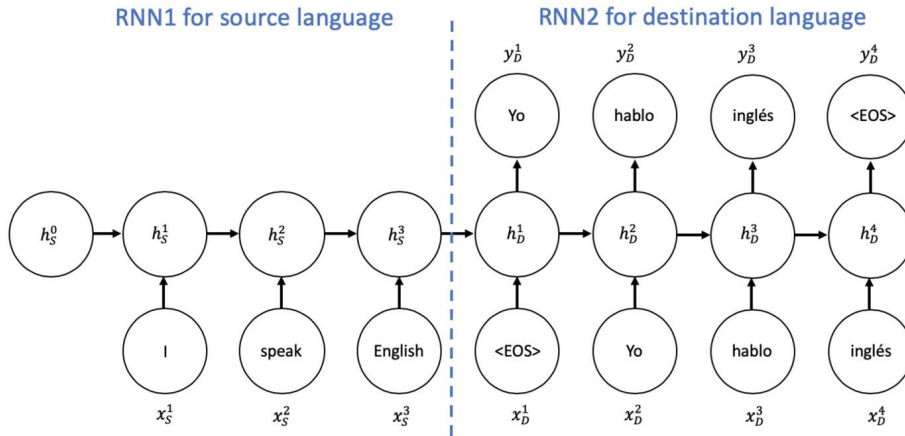 RNN1 for source language
RNN2 for destination language
y_D^1 y_D^2 y_D^3 y_D^4
Yo hablo inglés <EOS>
h_S^0 h_S^1 h_S^2 h_S^3 h_D^1 h_D^2 h_D^3 h_D^4
I speak English <EOS> Yo hablo inglés
x_S^1 x_S^2 x_S^3 x_D^1 x_D^2 x_D^3 x_D^4